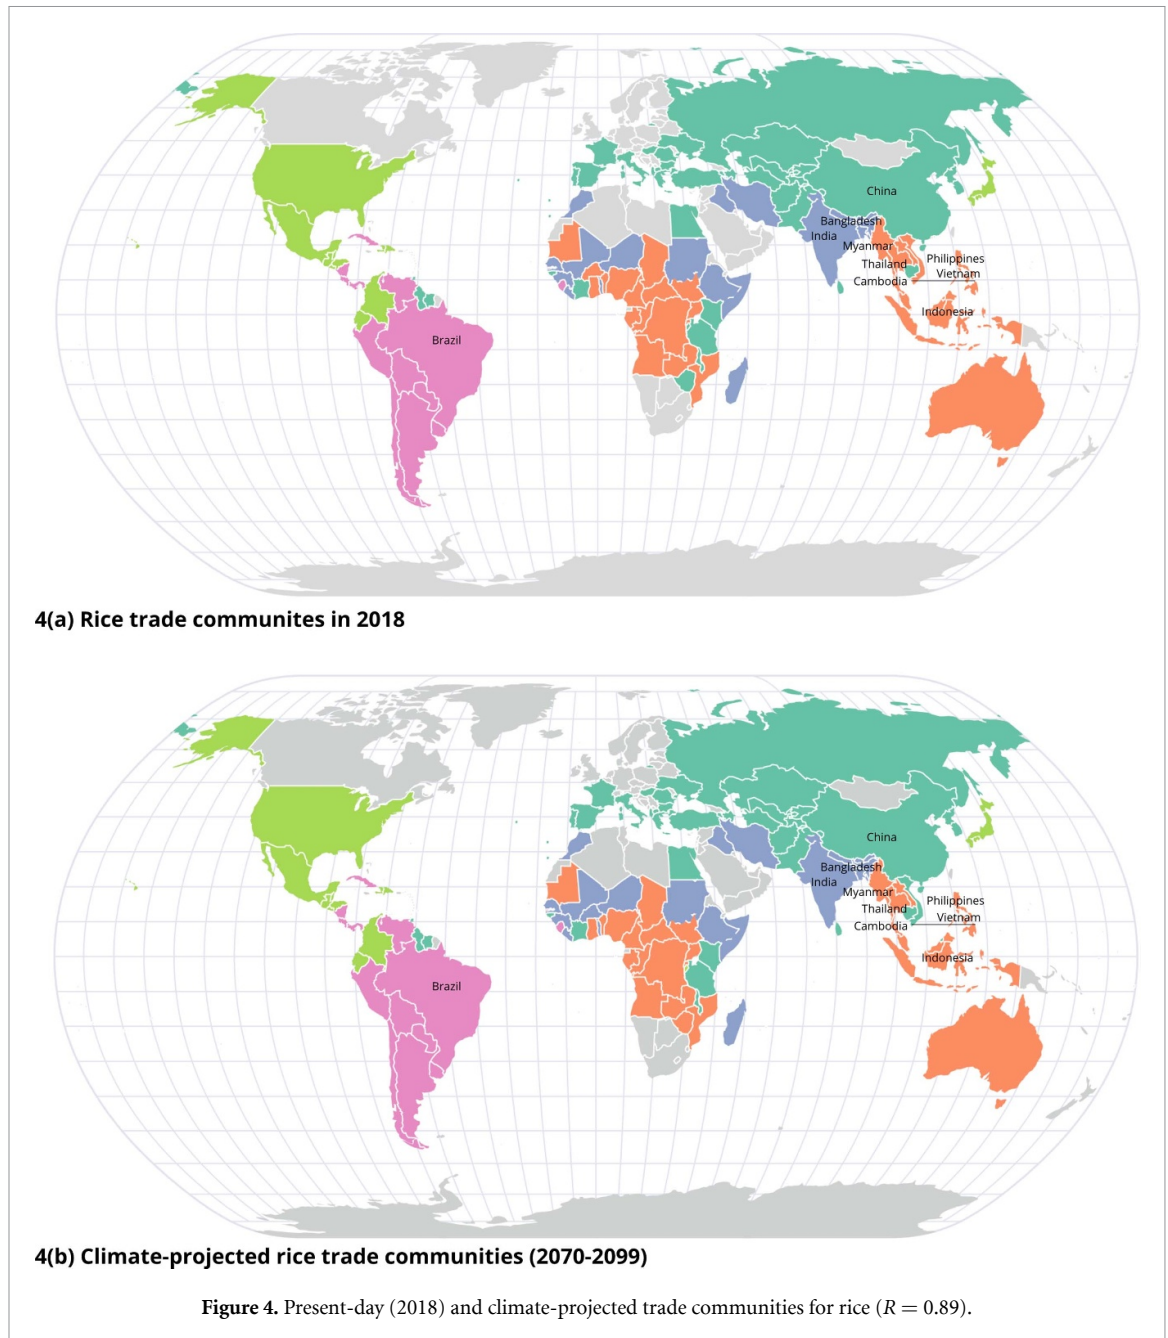 China
Bangladesh
India
Myanmar
Philippines
Thailand
Vietnam
Cambodia
Indonesia
Brazil
4(a) Rice trade communites in 2018
China
Bangladesh
India
Myanmar
Philippines
Thailand
Vietnam
Cambodia
Indonesia
Brazil
4(b) Climate-projected rice trade communities (2070-2099)
Figure 4. Present-day (2018) and climate-projected trade communities for rice (R = 0.89).